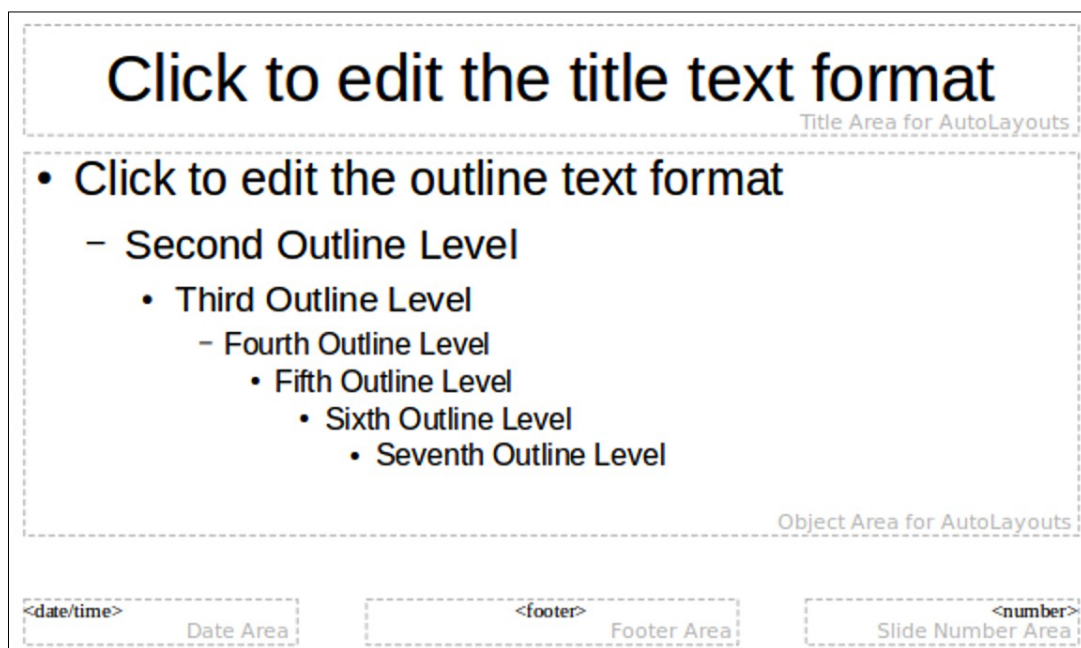 Click to edit the title text format
Title Area for AutoLayouts
• Click to edit the outline text format
– Second Outline Level
• Third Outline Level
– Fourth Outline Level
• Fifth Outline Level
• Sixth Outline Level
• Seventh Outline Level
Object Area for AutoLayouts
<date/time>
Date Area
<footer>
Footer Area
<number>
Slide Number Area